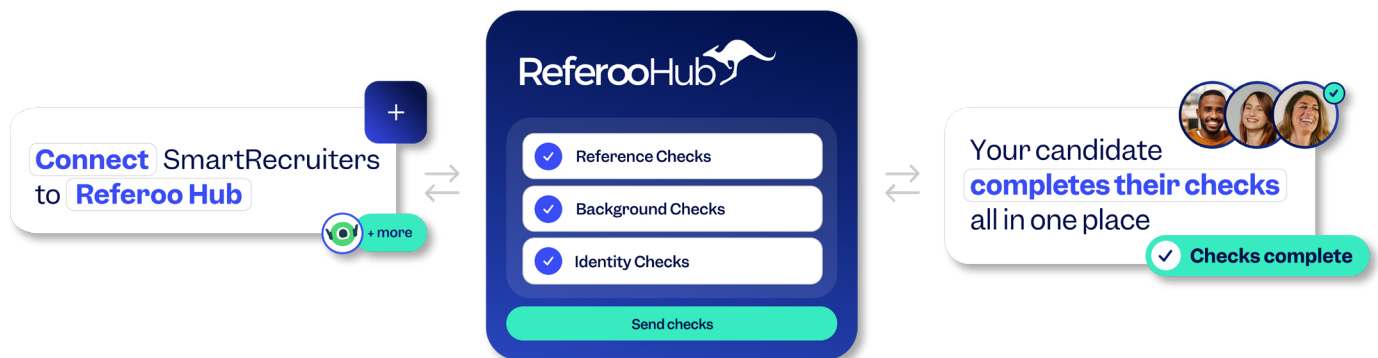 Connect SmartRecruiters
to Referoo Hub
+ more
ReferooHub
Reference Checks
Background Checks
Identity Checks
Send checks
Your candidate
completes their checks
all in one place
Checks complete